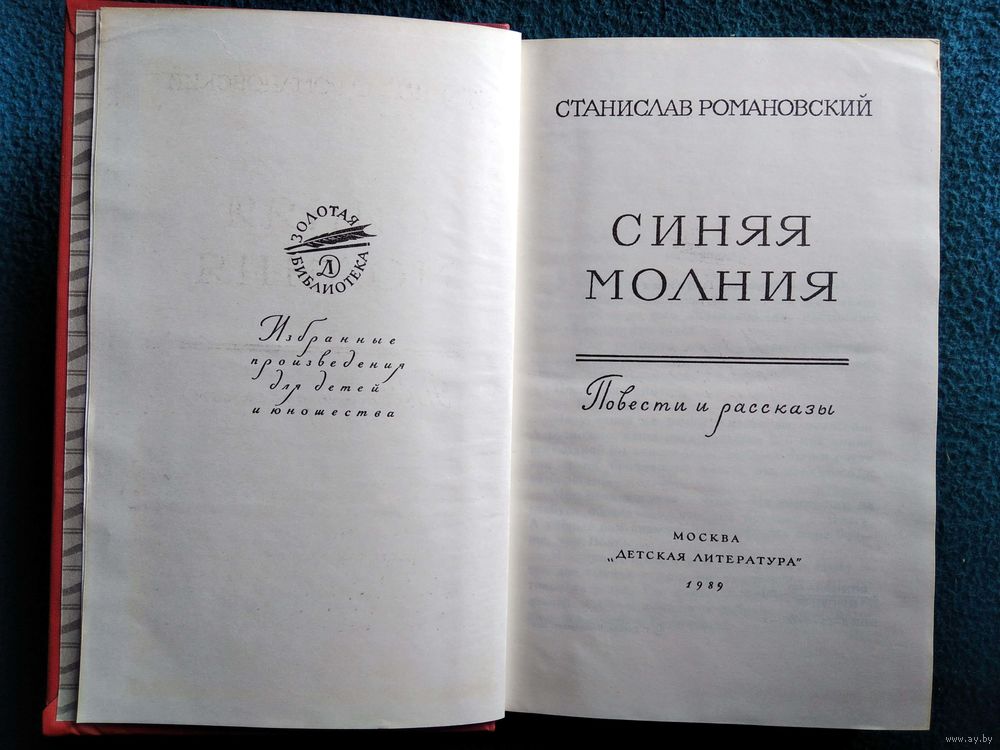 ЗОЛОТАЯ
БИБЛИОТЕКА
ДЛ
Избранные
произведения
для детей
и юношества
СТАНИСЛАВ РОМАНОВСКИЙ
СИНЯЯ
МОЛНИЯ
Повести и рассказы
МОСКВА
„ДЕТСКАЯ ЛИТЕРАТУРА"
1989
www.ay.by